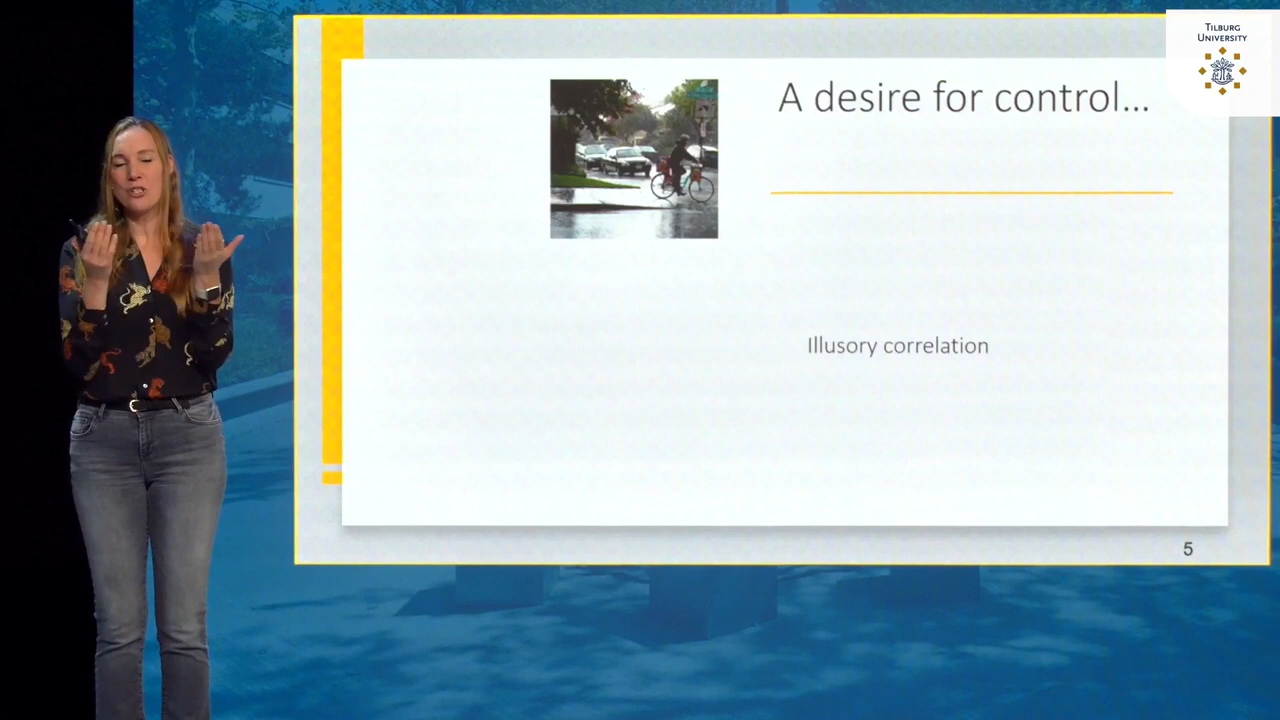 TILBURG
UNIVERSITY
A desire for control...
Illusory correlation
5